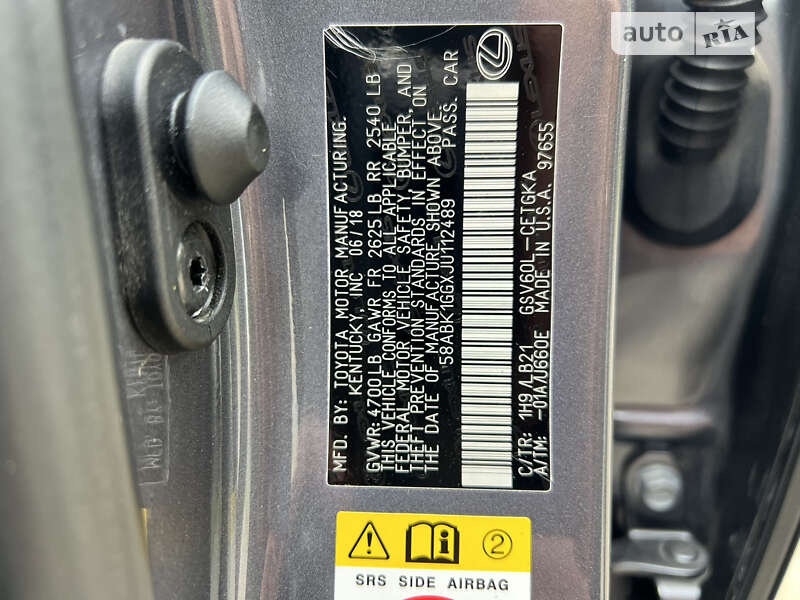 auto RIA
MFD. BY: TOYOTA MOTOR MANUFACTURING.
KENTUCKY, INC 06/18
GVWR: 4700LB GAWR FR 2625LB RR 2540 LB
THIS VEHICLE CONFORMS TO ALL APPLICABLE
FEDERAL MOTOR VEHICLE SAFETY, BUMPER, AND
THEFT PREVENTION STANDARDS IN EFFECT ON
THE DATE OF MANUFACTURE SHOWN ABOVE.
58ABK1GGXJU112489 PASS. CAR
C/TR: 1H9/LB21 GSV60L-CETGKA
A/TM: -01A/U660E MADE IN U.S.A. 97655
2
SRS SIDE AIRBAG